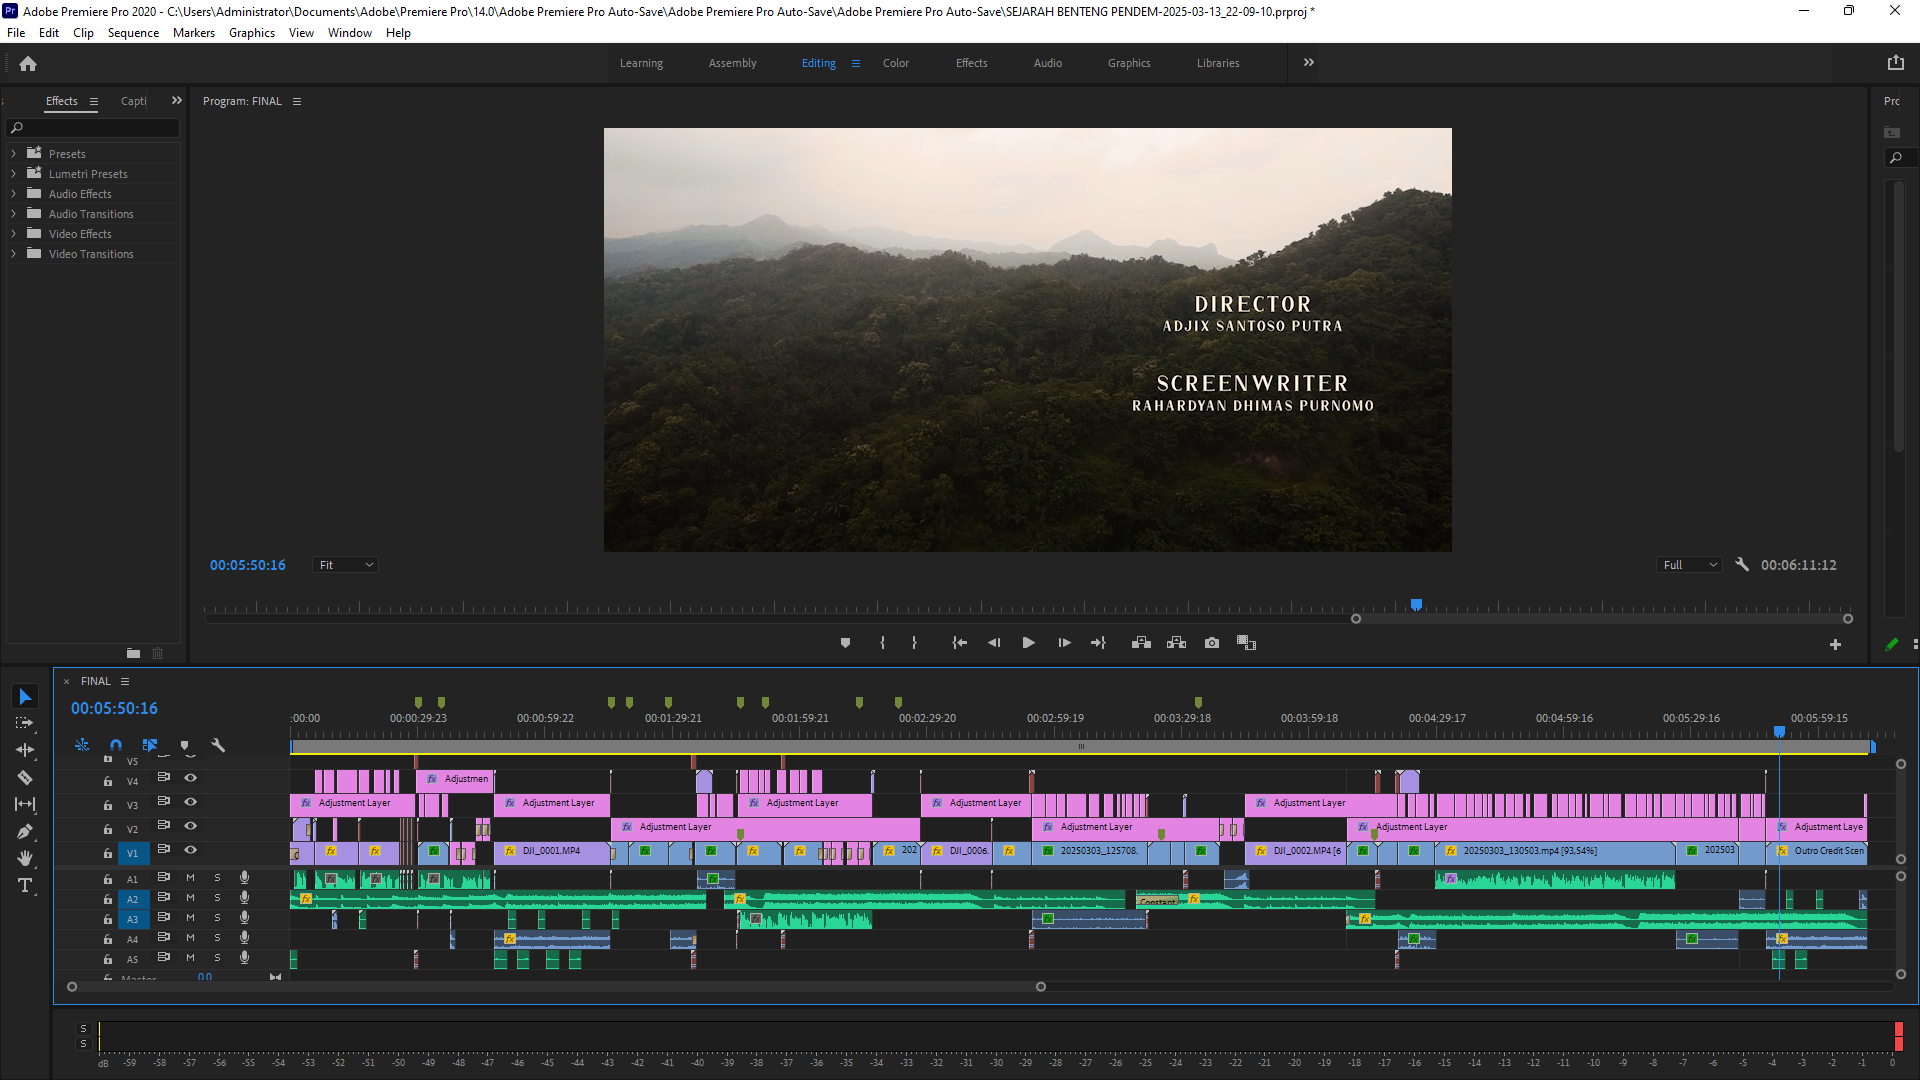 Adobe Premiere Pro 2020 - C:\Users\Administrator\Documents\Adobe\Premiere Pro\14.0\Adobe Premiere Pro Auto-Save\Adobe Premiere Pro Auto-Save\Adobe Premiere Pro Auto-Save\SEJARAH BENTENG PENDEM-2025-03-13_22-09-10.prproj *
File Edit Clip Sequence Markers Graphics View Window Help
Learning Assembly Editing Color Effects Audio Graphics Libraries
Effects Capti
Program: FINAL
Presets
Lumetri Presets
Audio Effects
Audio Transitions
Video Effects
Video Transitions
DIRECTOR
ADJIX SANTOSO PUTRA
SCREENWRITER
RAHARDYAN DHIMAS PURNOMO
00:05:50:16 Fit Full 00:06:11:12
FINAL
00:05:50:16
:00:00 00:00:29:23 00:00:59:22 00:01:29:21 00:01:59:21 00:02:29:20 00:02:59:19 00:03:29:18 00:03:59:18 00:04:29:17 00:04:59:16 00:05:29:16 00:05:59:15
V5
V4 fx Adjustmen
V3 fx Adjustment Layer fx Adjustment Layer fx Adjustment Layer fx Adjustment Layer fx Adjustment Layer
V2 fx Adjustment Layer fx Adjustment Layer fx Adjustment Layer fx Adjustment Laye
V1 DJI_0001.MP4 202 DJI_0006. 20250303_125708. DJI_0002.MP4 [6 20250303_130503.mp4 [93,54%] 202503 Outro Credit Scen
A1 M S
A2 M S Constant
A3 M S
A4 M S
A5 M S
Master 0,0
S
S
dB -59 -58 -57 -56 -55 -54 -53 -52 -51 -50 -49 -48 -47 -46 -45 -44 -43 -42 -41 -40 -39 -38 -37 -36 -35 -34 -33 -32 -31 -30 -29 -28 -27 -26 -25 -24 -23 -22 -21 -20 -19 -18 -17 -16 -15 -14 -13 -12 -11 -10 -9 -8 -7 -6 -5 -4 -3 -2 -1 0